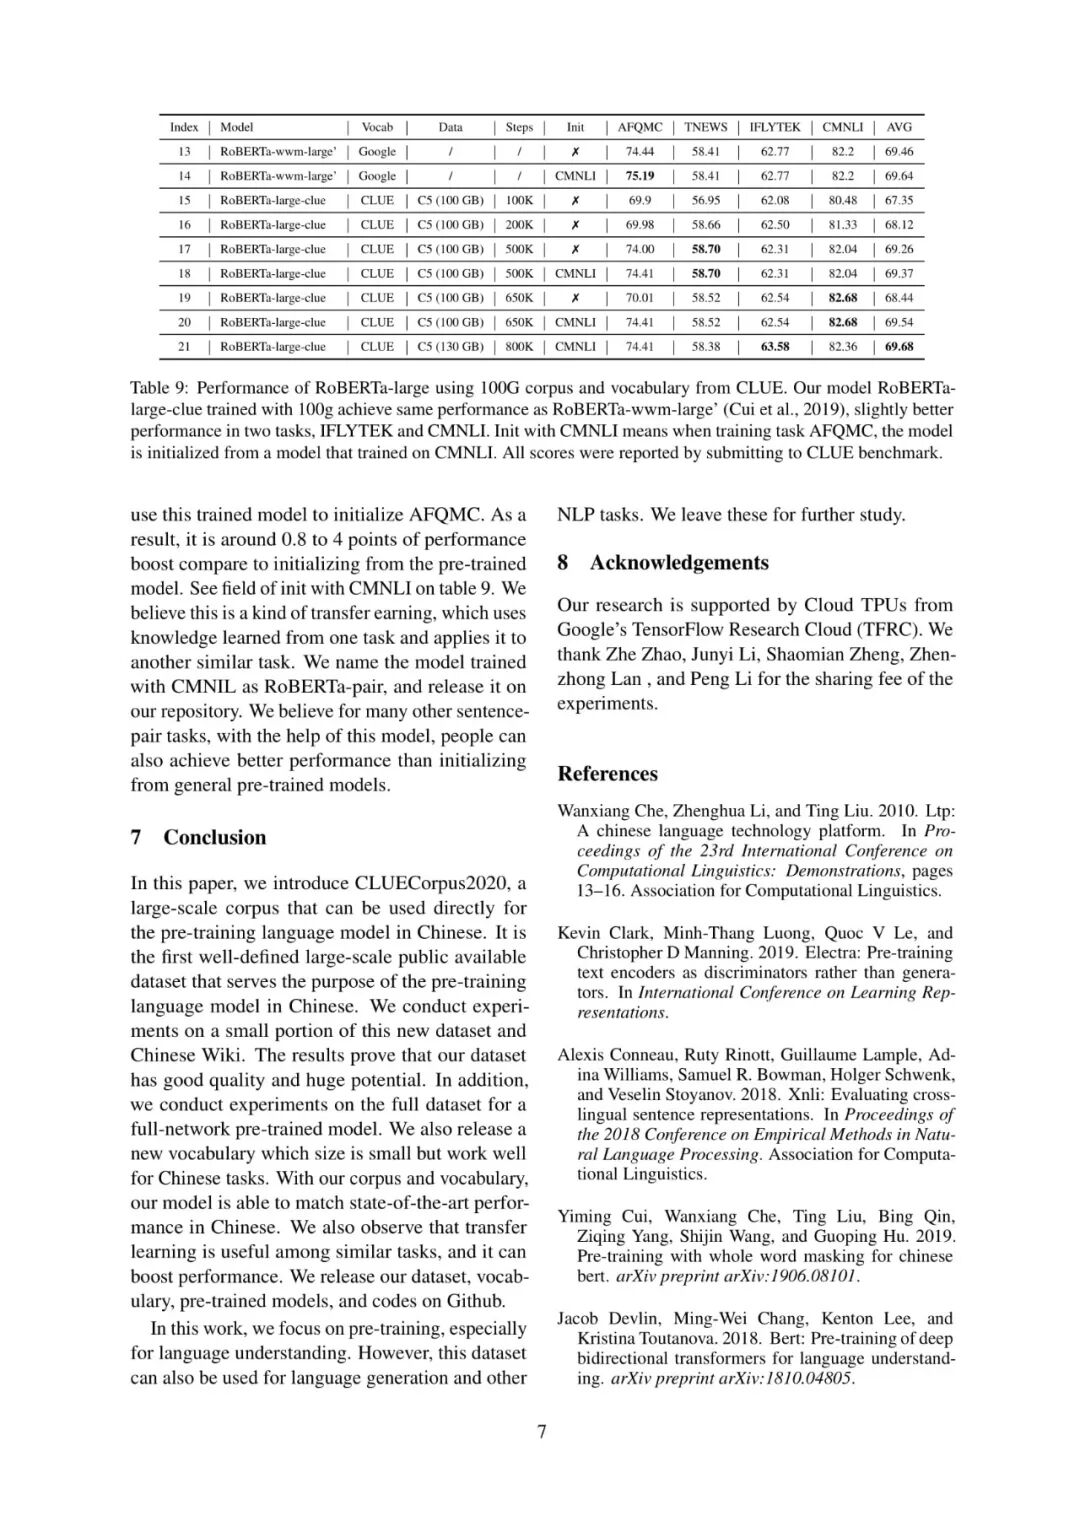 Index | Model | Vocab | Data | Steps | Init | AFQMC | TNEWS | IFLYTEK | CMNLI | AVG
13 | RoBERTa-wwm-large’ | Google | / | / | ✗ | 74.44 | 58.41 | 62.77 | 82.2 | 69.46
14 | RoBERTa-wwm-large’ | Google | / | / | CMNLI | 75.19 | 58.41 | 62.77 | 82.2 | 69.64
15 | RoBERTa-large-clue | CLUE | C5 (100 GB) | 100K | ✗ | 69.9 | 56.95 | 62.08 | 80.48 | 67.35
16 | RoBERTa-large-clue | CLUE | C5 (100 GB) | 200K | ✗ | 69.98 | 58.66 | 62.50 | 81.33 | 68.12
17 | RoBERTa-large-clue | CLUE | C5 (100 GB) | 500K | ✗ | 74.00 | 58.70 | 62.31 | 82.04 | 69.26
18 | RoBERTa-large-clue | CLUE | C5 (100 GB) | 500K | CMNLI | 74.41 | 58.70 | 62.31 | 82.04 | 69.37
19 | RoBERTa-large-clue | CLUE | C5 (100 GB) | 650K | ✗ | 70.01 | 58.52 | 62.54 | 82.68 | 68.44
20 | RoBERTa-large-clue | CLUE | C5 (100 GB) | 650K | CMNLI | 74.41 | 58.52 | 62.54 | 82.68 | 69.54
21 | RoBERTa-large-clue | CLUE | C5 (130 GB) | 800K | CMNLI | 74.41 | 58.38 | 63.58 | 82.36 | 69.68
Table 9: Performance of RoBERTa-large using 100G corpus and vocabulary from CLUE. Our model RoBERTa-
large-clue trained with 100g achieve same performance as RoBERTa-wwm-large’ (Cui et al., 2019), slightly better
performance in two tasks, IFLYTEK and CMNLI. Init with CMNLI means when training task AFQMC, the model
is initialized from a model that trained on CMNLI. All scores were reported by submitting to CLUE benchmark.
use this trained model to initialize AFQMC. As a
result, it is around 0.8 to 4 points of performance
boost compare to initializing from the pre-trained
model. See field of init with CMNLI on table 9. We
believe this is a kind of transfer earning, which uses
knowledge learned from one task and applies it to
another similar task. We name the model trained
with CMNIL as RoBERTa-pair, and release it on
our repository. We believe for many other sentence-
pair tasks, with the help of this model, people can
also achieve better performance than initializing
from general pre-trained models.
7 Conclusion
In this paper, we introduce CLUECorpus2020, a
large-scale corpus that can be used directly for
the pre-training language model in Chinese. It is
the first well-defined large-scale public available
dataset that serves the purpose of the pre-training
language model in Chinese. We conduct experi-
ments on a small portion of this new dataset and
Chinese Wiki. The results prove that our dataset
has good quality and huge potential. In addition,
we conduct experiments on the full dataset for a
full-network pre-trained model. We also release a
new vocabulary which size is small but work well
for Chinese tasks. With our corpus and vocabulary,
our model is able to match state-of-the-art perfor-
mance in Chinese. We also observe that transfer
learning is useful among similar tasks, and it can
boost performance. We release our dataset, vocab-
ulary, pre-trained models, and codes on Github.
In this work, we focus on pre-training, especially
for language understanding. However, this dataset
can also be used for language generation and other
NLP tasks. We leave these for further study.
8 Acknowledgements
Our research is supported by Cloud TPUs from
Google’s TensorFlow Research Cloud (TFRC). We
thank Zhe Zhao, Junyi Li, Shaomian Zheng, Zhen-
zhong Lan , and Peng Li for the sharing fee of the
experiments.
References
Wanxiang Che, Zhenghua Li, and Ting Liu. 2010. Ltp:
A chinese language technology platform. In Pro-
ceedings of the 23rd International Conference on
Computational Linguistics: Demonstrations, pages
13–16. Association for Computational Linguistics.
Kevin Clark, Minh-Thang Luong, Quoc V Le, and
Christopher D Manning. 2019. Electra: Pre-training
text encoders as discriminators rather than genera-
tors. In International Conference on Learning Rep-
resentations.
Alexis Conneau, Ruty Rinott, Guillaume Lample, Ad-
ina Williams, Samuel R. Bowman, Holger Schwenk,
and Veselin Stoyanov. 2018. Xnli: Evaluating cross-
lingual sentence representations. In Proceedings of
the 2018 Conference on Empirical Methods in Natu-
ral Language Processing. Association for Computa-
tional Linguistics.
Yiming Cui, Wanxiang Che, Ting Liu, Bing Qin,
Ziqing Yang, Shijin Wang, and Guoping Hu. 2019.
Pre-training with whole word masking for chinese
bert. arXiv preprint arXiv:1906.08101.
Jacob Devlin, Ming-Wei Chang, Kenton Lee, and
Kristina Toutanova. 2018. Bert: Pre-training of deep
bidirectional transformers for language understand-
ing. arXiv preprint arXiv:1810.04805.
7